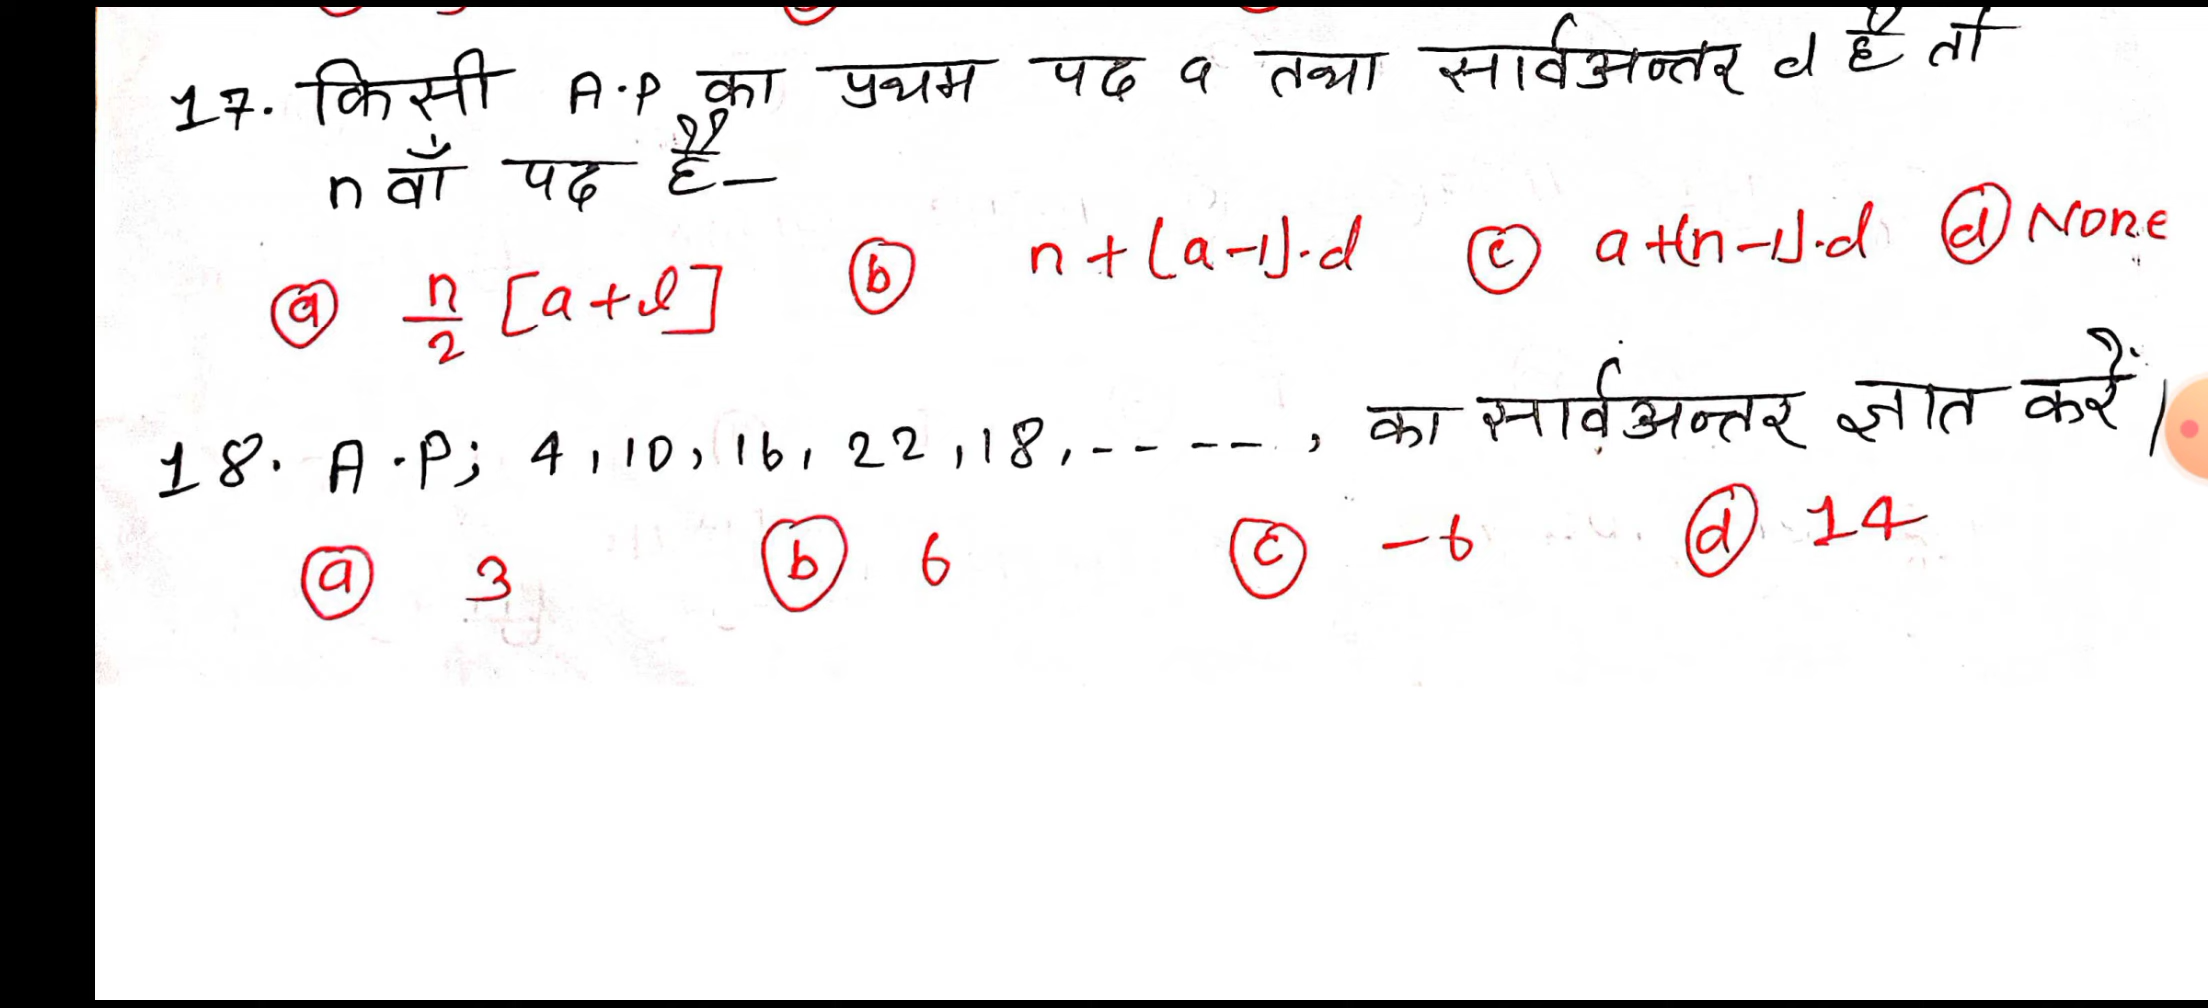 17. किसी A.P का प्रथम पद a तथा सार्वअन्तर d है तो
n वाँ पद है-
(a) n/2 [a+l] (b) n+(a-1).d (c) a+(n-1).d (d) None
18. A.P; 4, 10, 16, 22, 18, ------, का सार्वअन्तर ज्ञात करें।
(a) 3 (b) 6 (c) -6 (d) 14